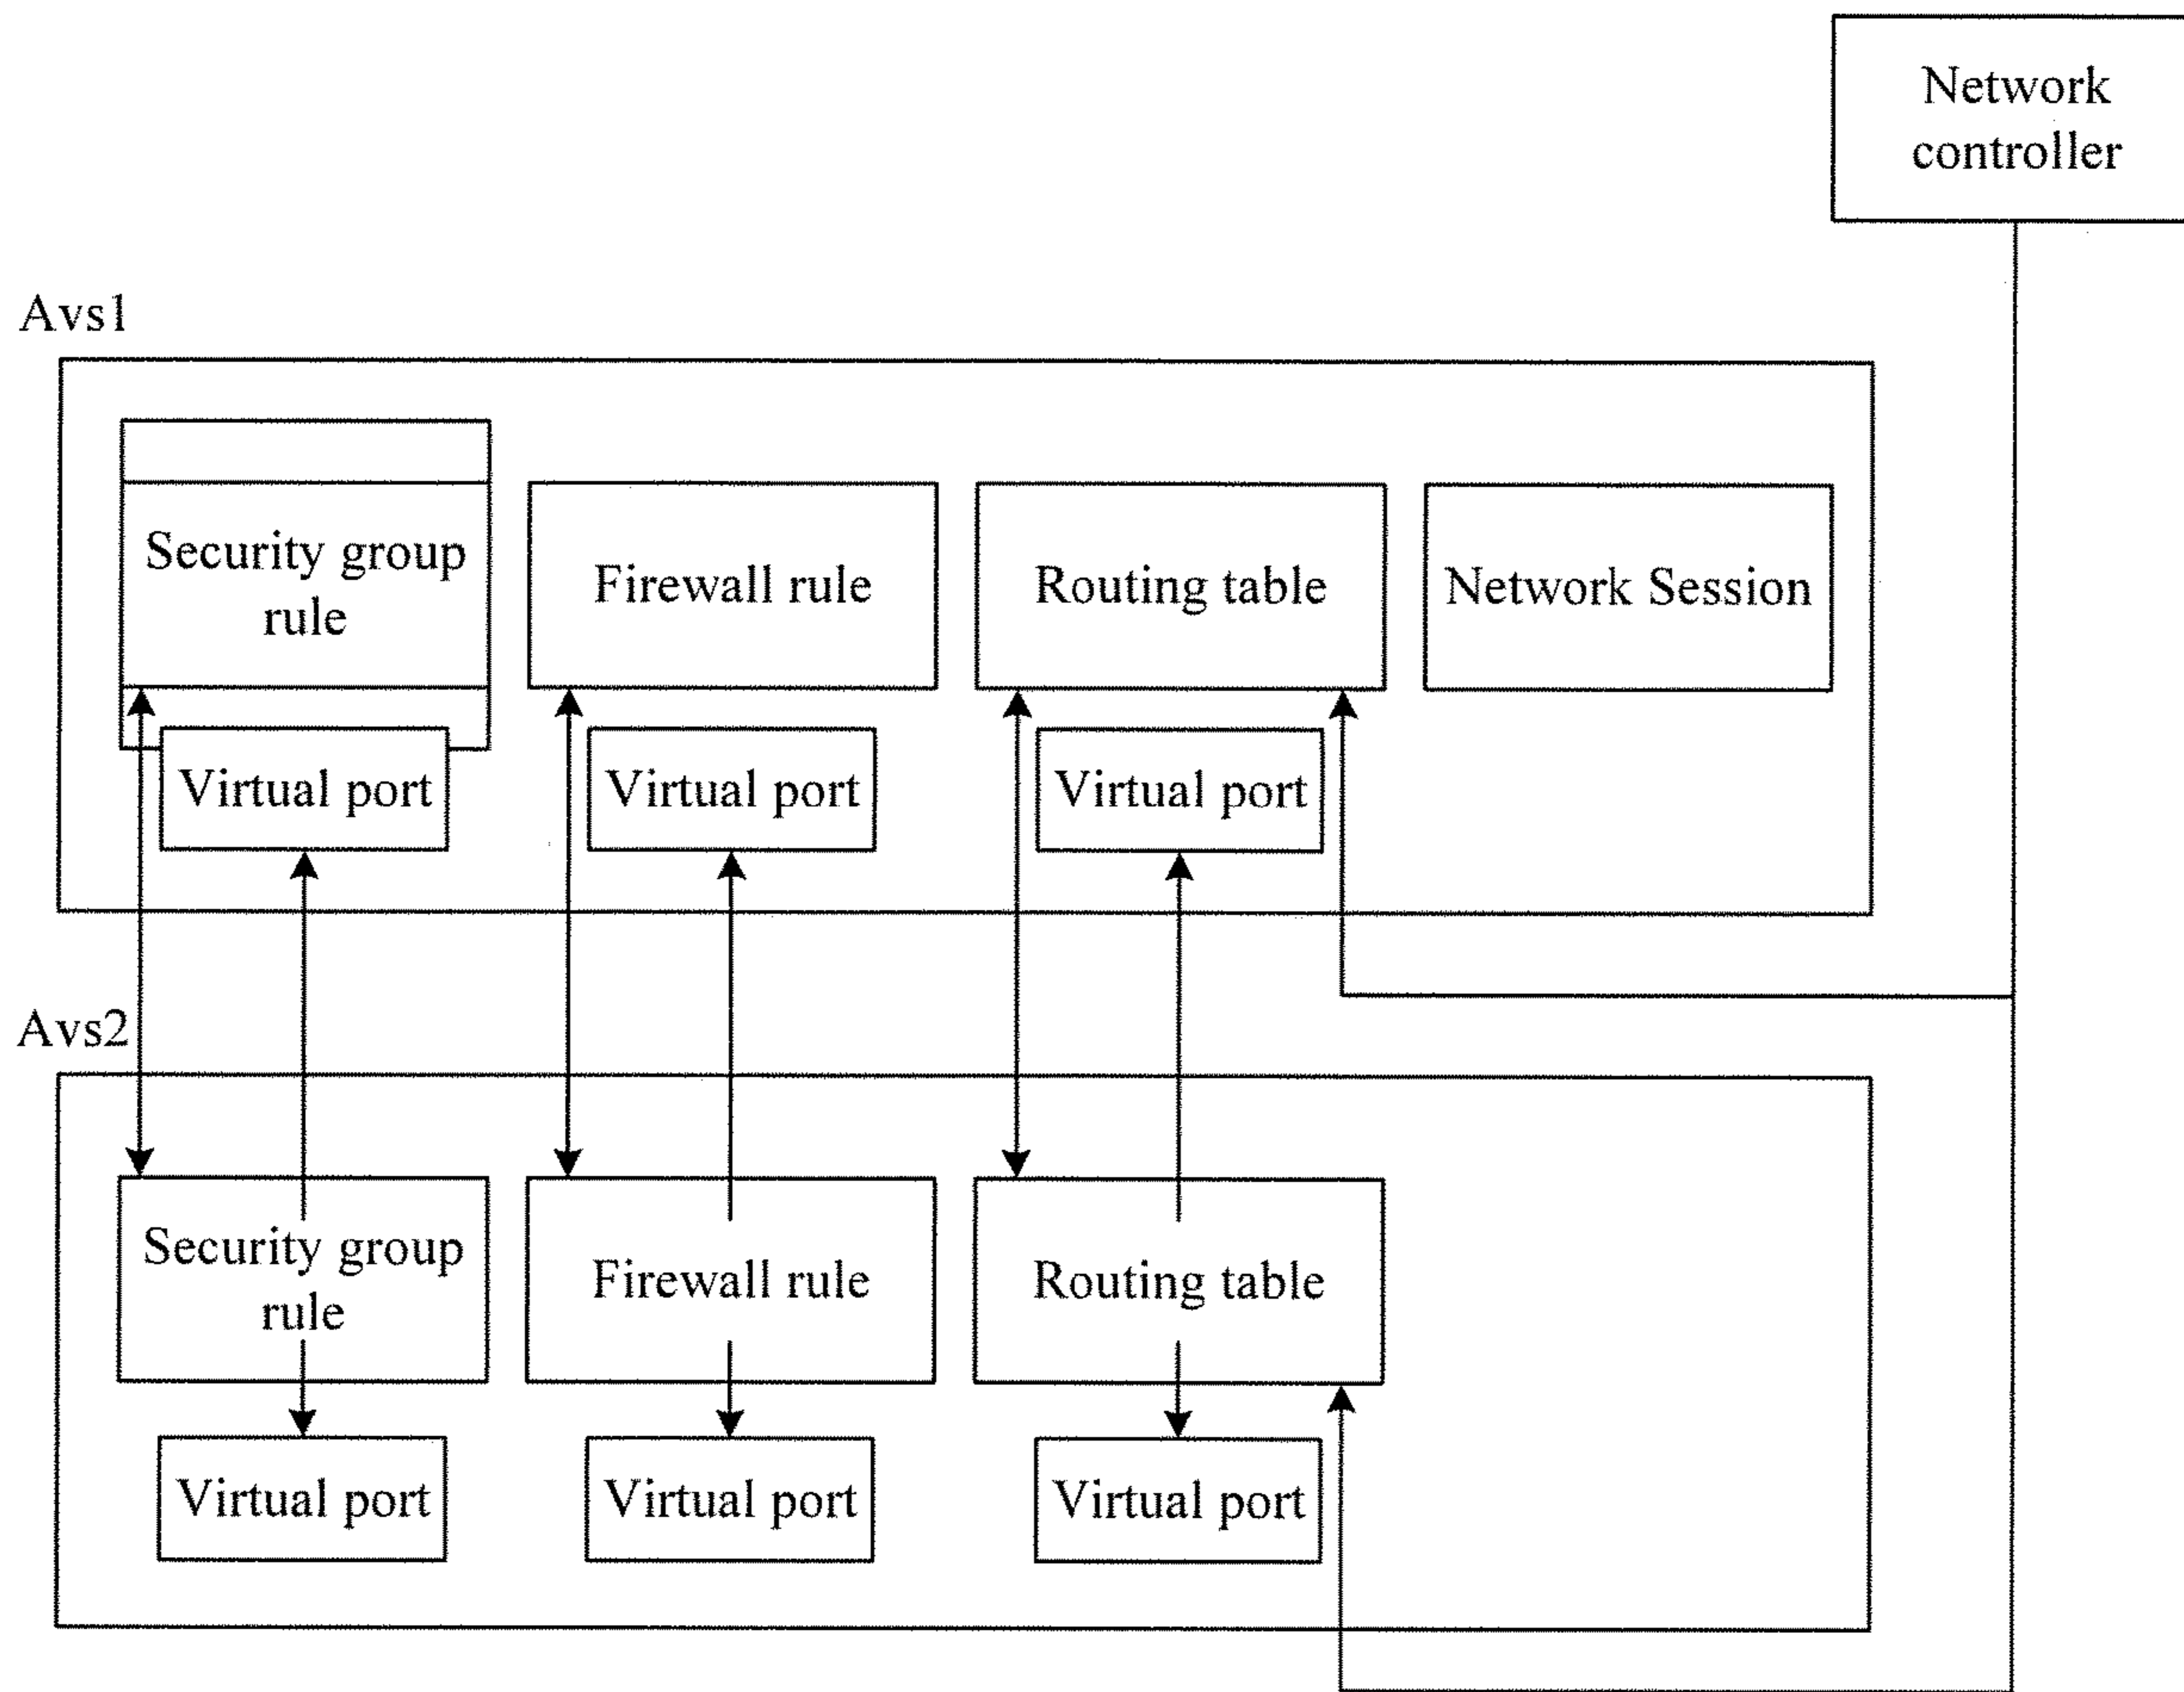 Network
controller
Avs1
Security group
rule
Firewall rule
Routing table
Network Session
Virtual port
Virtual port
Virtual port
Avs2
Security group
rule
Firewall rule
Routing table
Virtual port
Virtual port
Virtual port